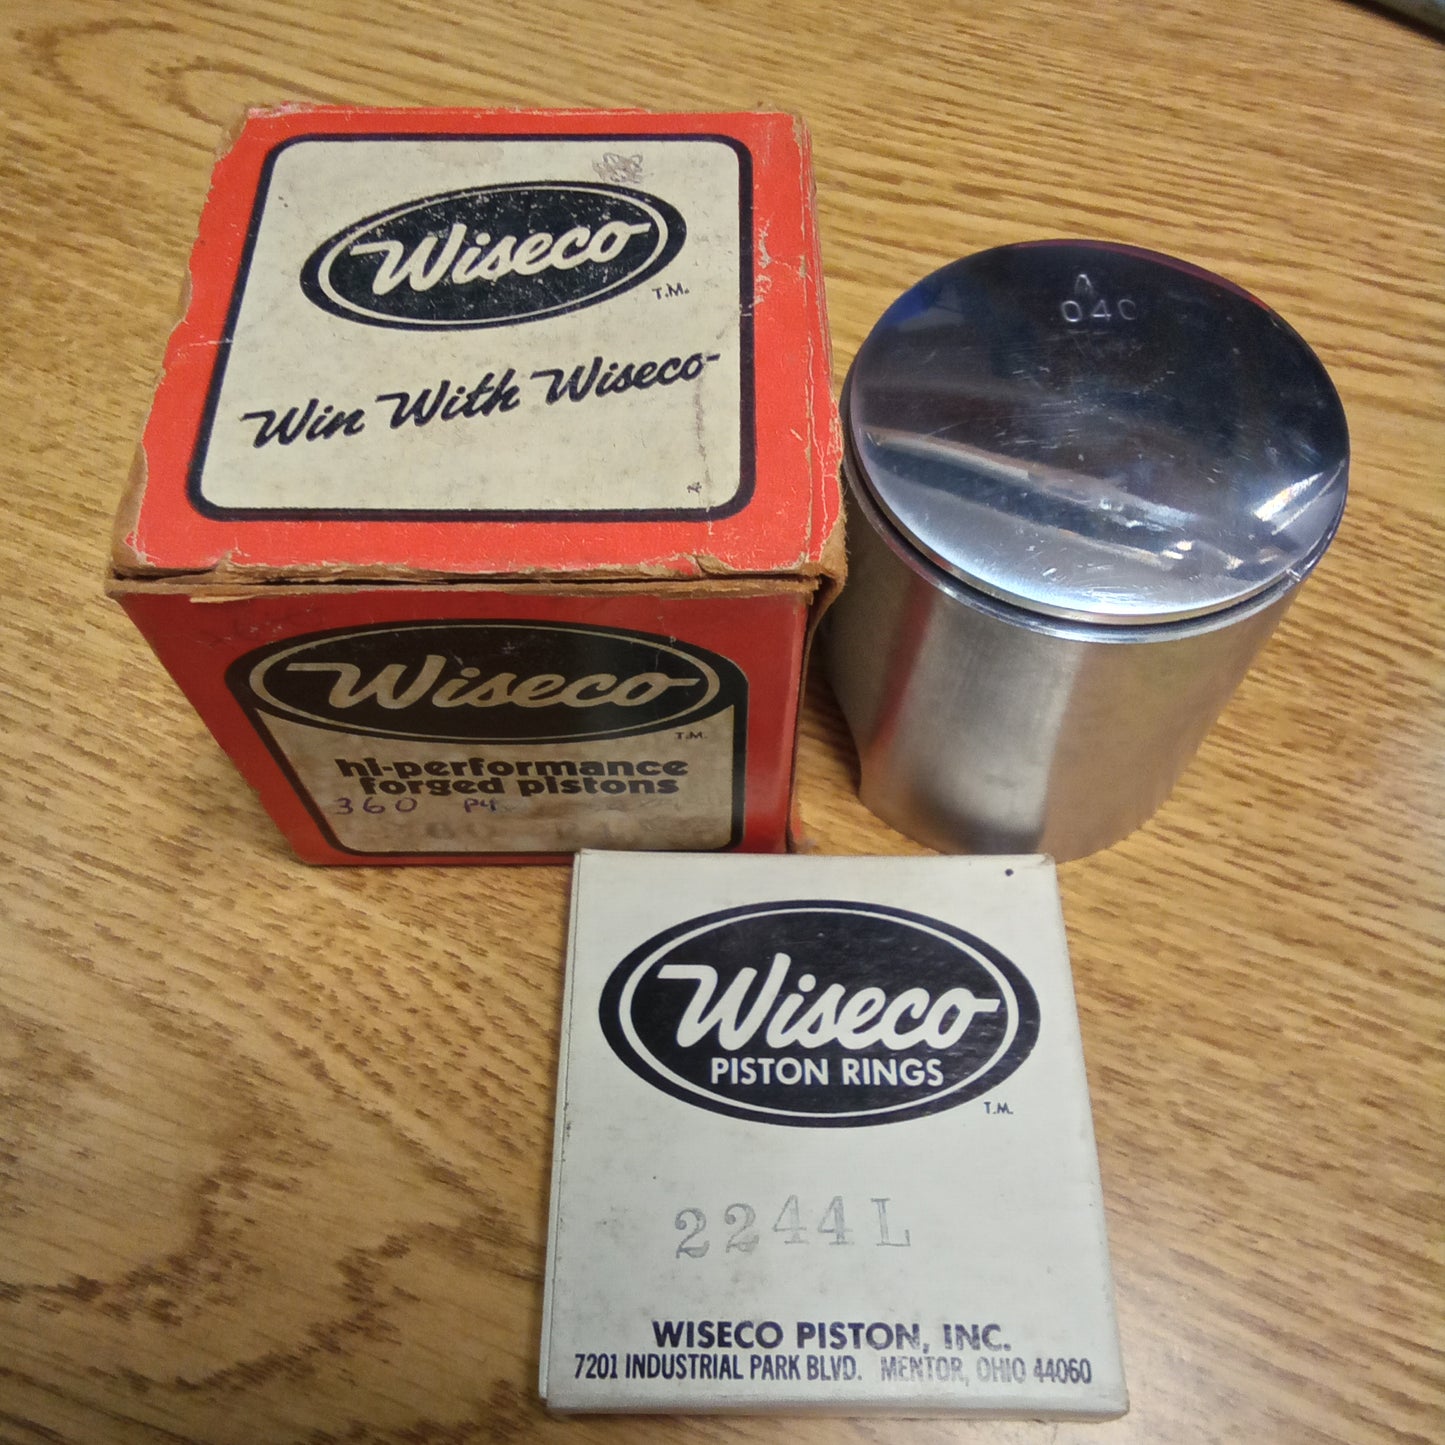 Wiseco
T.M.
Win With Wiseco
Wiseco
T.M.
hi-performance
forged pistons
360 P4
A
040
Wiseco
PISTON RINGS
T.M.
2244L
WISECO PISTON, INC.
7201 INDUSTRIAL PARK BLVD. MENTOR, OHIO 44060